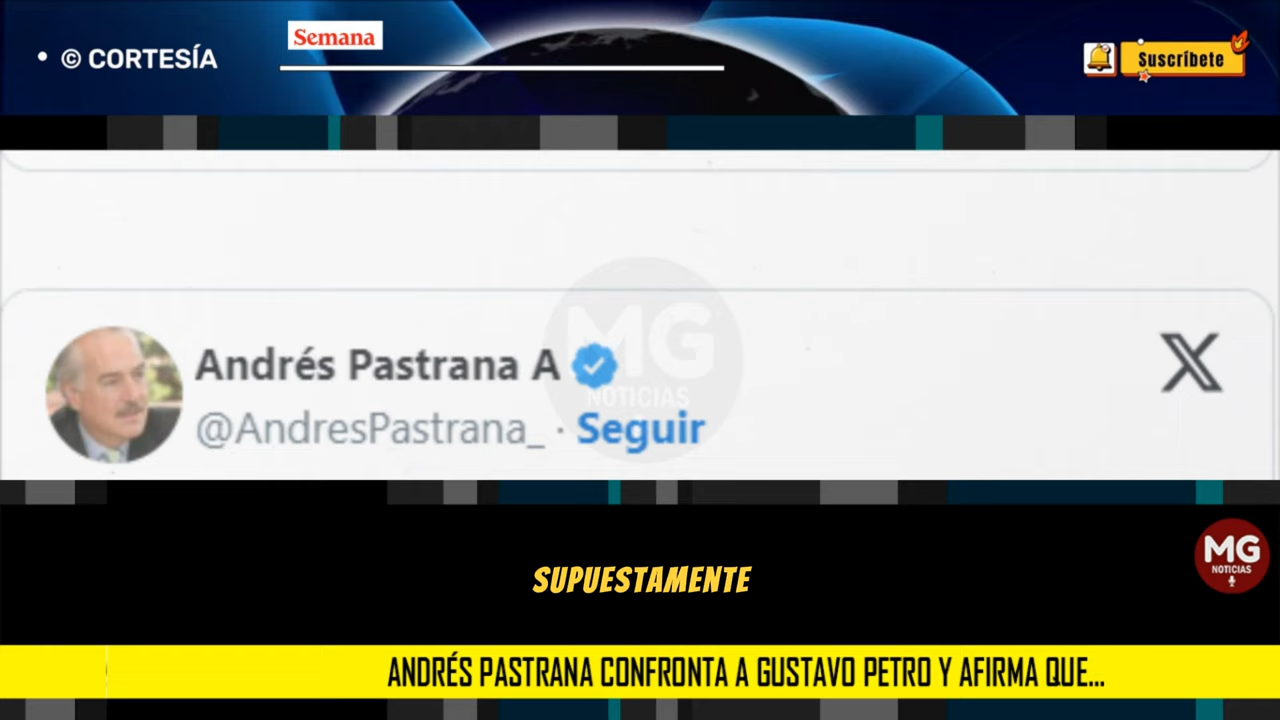 • © CORTESÍA
Semana
Suscríbete
Andrés Pastrana A
@AndresPastrana_ · Seguir
MG
NOTICIAS
SUPUESTAMENTE
MG
NOTICIAS
ANDRÉS PASTRANA CONFRONTA A GUSTAVO PETRO Y AFIRMA QUE...